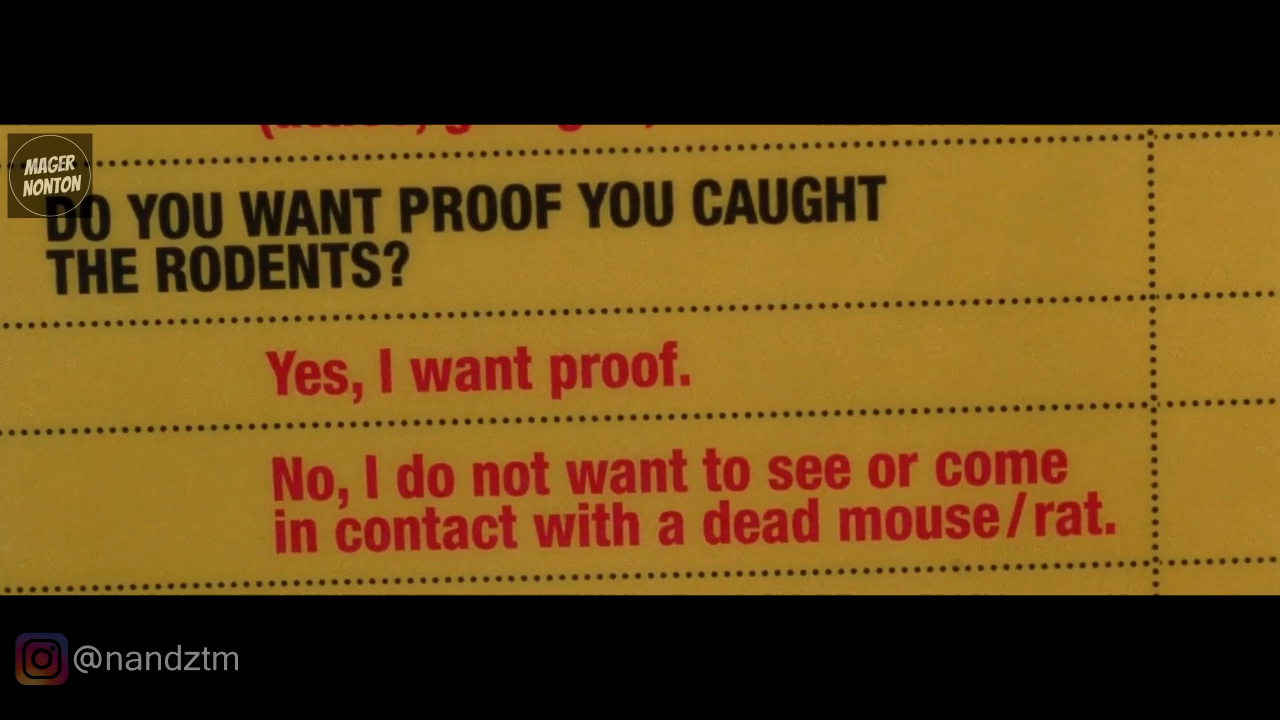 MAGER
NONTON
DO YOU WANT PROOF YOU CAUGHT
THE RODENTS?
Yes, I want proof.
No, I do not want to see or come
in contact with a dead mouse/rat.
@nandztm